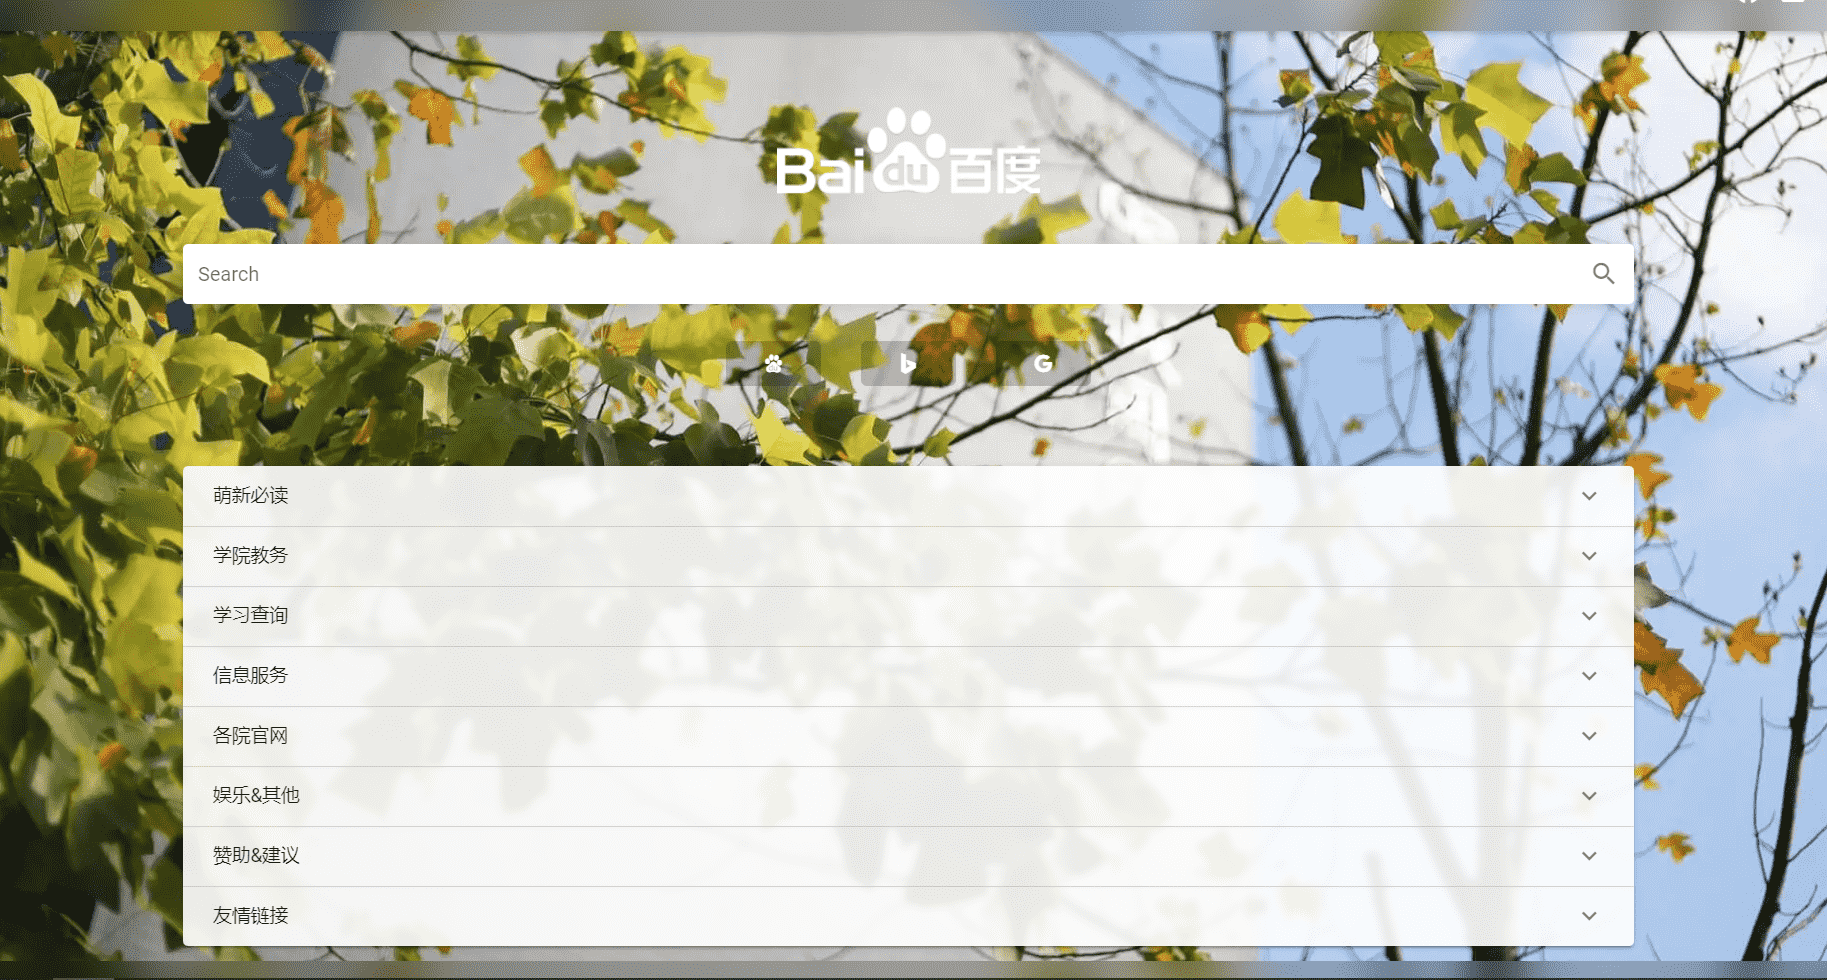 Bai du 百度
Search
萌新必读
学院教务
学习查询
信息服务
各院官网
娱乐&其他
赞助&建议
友情链接